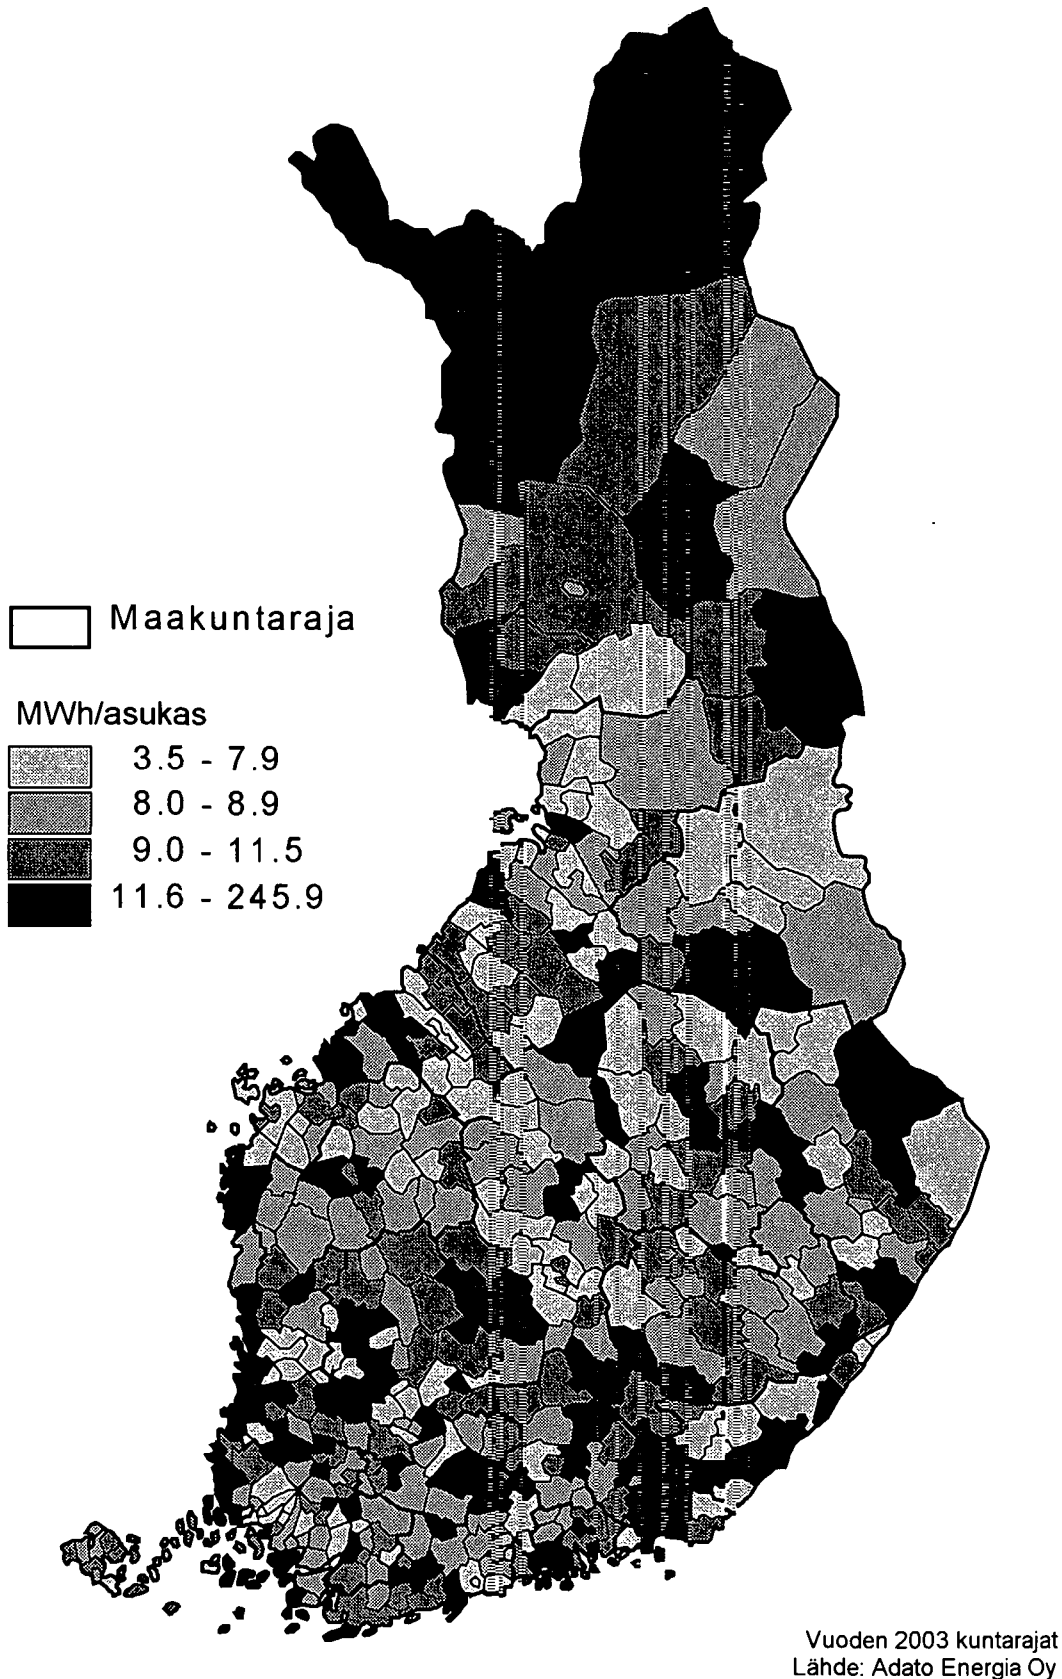 Maakuntaraja
MWh/asukas
3.5 - 7.9
8.0 - 8.9
9.0 - 11.5
11.6 - 245.9
Vuoden 2003 kuntarajat
Lähde: Adato Energia Oy